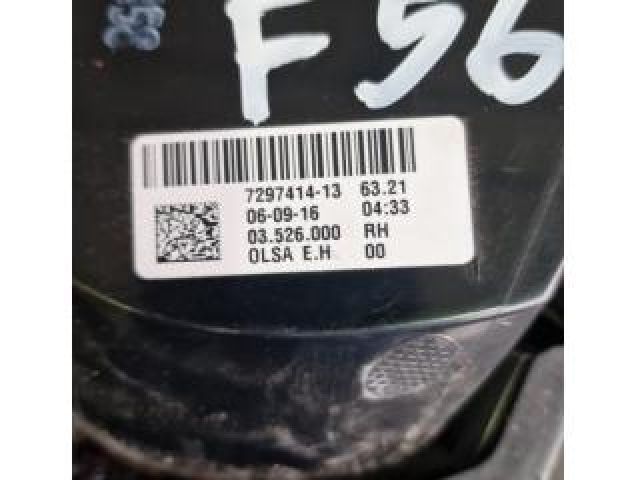 F56
7297414-13 63.21
06-09-16 04:33
03.526.000 RH
OLSA E.H 00